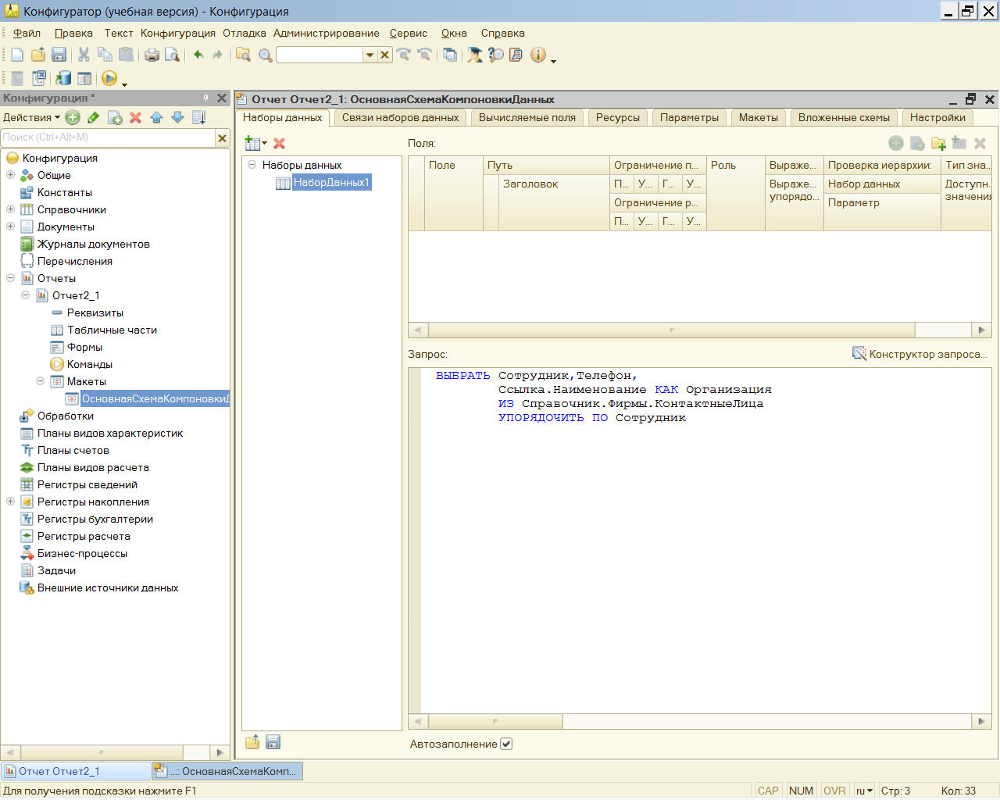 Конфигуратор (учебная версия) - Конфигурация
Файл Правка Текст Конфигурация Отладка Администрирование Сервис Окна Справка
Конфигурация *
Действия
Поиск (Ctrl+Alt+M)
Конфигурация
Общие
Константы
Справочники
Документы
Журналы документов
Перечисления
Отчеты
Отчет2_1
Реквизиты
Табличные части
Формы
Команды
Макеты
ОсновнаяСхемаКомпоновкиД
Обработки
Планы видов характеристик
Планы счетов
Планы видов расчета
Регистры сведений
Регистры накопления
Регистры бухгалтерии
Регистры расчета
Бизнес-процессы
Задачи
Внешние источники данных
Отчет Отчет2_1: ОсновнаяСхемаКомпоновкиДанных
Наборы данных Связи наборов данных Вычисляемые поля Ресурсы Параметры Макеты Вложенные схемы Настройки
Наборы данных
НаборДанных1
Поля:
Поле Путь Ограничение п... Роль Выраже... Проверка иерархии: Тип зна...
Заголовок П... У... Г... У... Выраже... Набор данных Доступн.
упорядо... значения
Ограничение р... Параметр
П... У... Г... У...
Запрос:
Конструктор запроса...
ВЫБРАТЬ Сотрудник,Телефон,
Ссылка.Наименование КАК Организация
ИЗ Справочник.Фирмы.КонтактныеЛица
УПОРЯДОЧИТЬ ПО Сотрудник
Автозаполнение
Отчет Отчет2_1
...: ОсновнаяСхемаКомп...
Для получения подсказки нажмите F1
CAP NUM OVR ru Стр: 3 Кол: 33